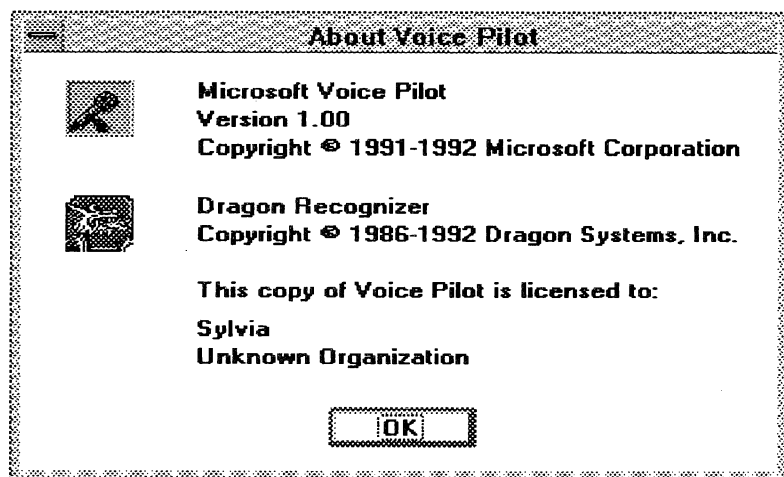 About Voice Pilot
Microsoft Voice Pilot
Version 1.00
Copyright © 1991-1992 Microsoft Corporation
Dragon Recognizer
Copyright © 1986-1992 Dragon Systems, Inc.
This copy of Voice Pilot is licensed to:
Sylvia
Unknown Organization
OK